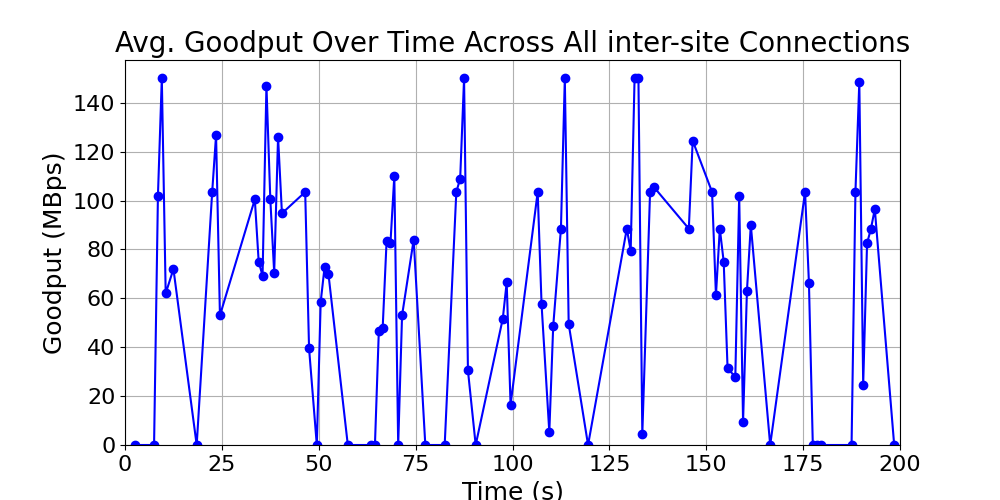 Avg. Goodput Over Time Across All inter-site Connections
Goodput (MBps)
140
120
100
80
60
40
20
0
0 25 50 75 100 125 150 175 200
Time (s)